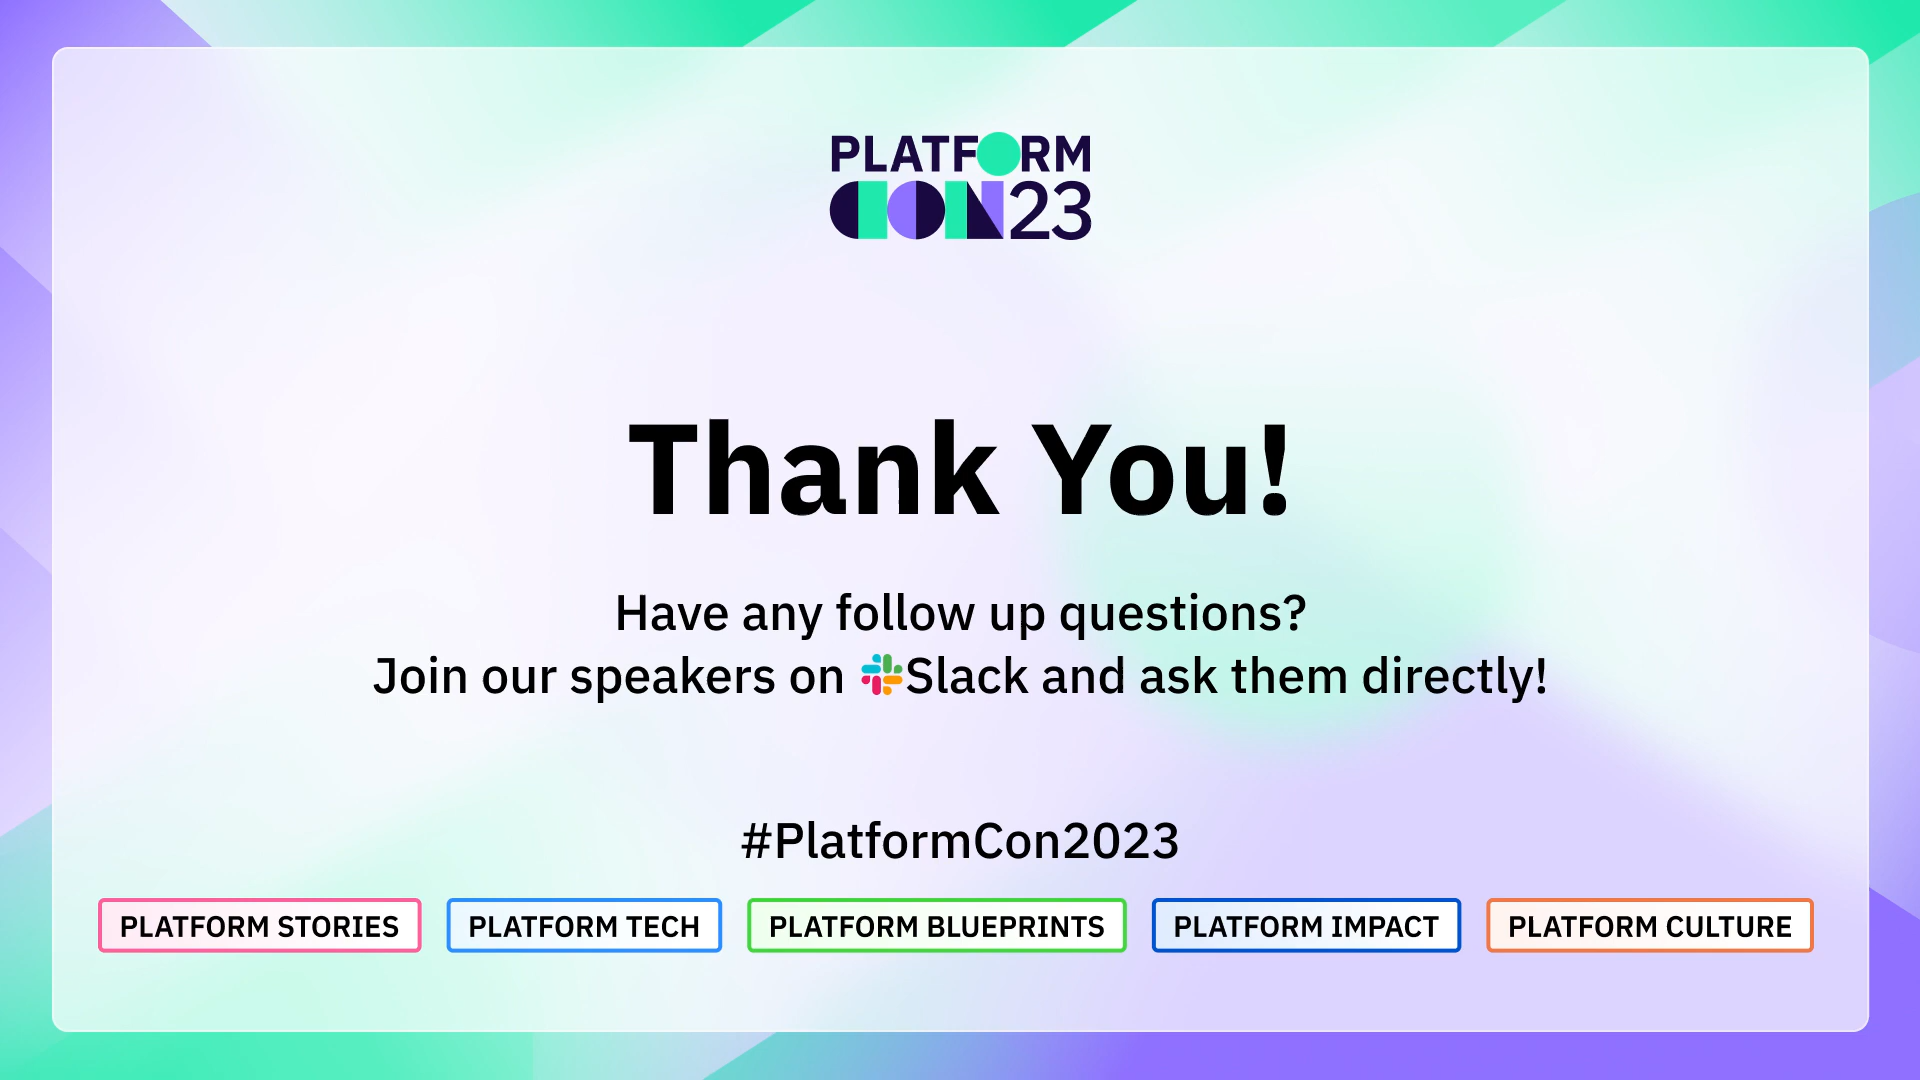 PLATFORM
CON23
Thank You!
Have any follow up questions?
Join our speakers on Slack and ask them directly!
#PlatformCon2023
PLATFORM STORIES
PLATFORM TECH
PLATFORM BLUEPRINTS
PLATFORM IMPACT
PLATFORM CULTURE